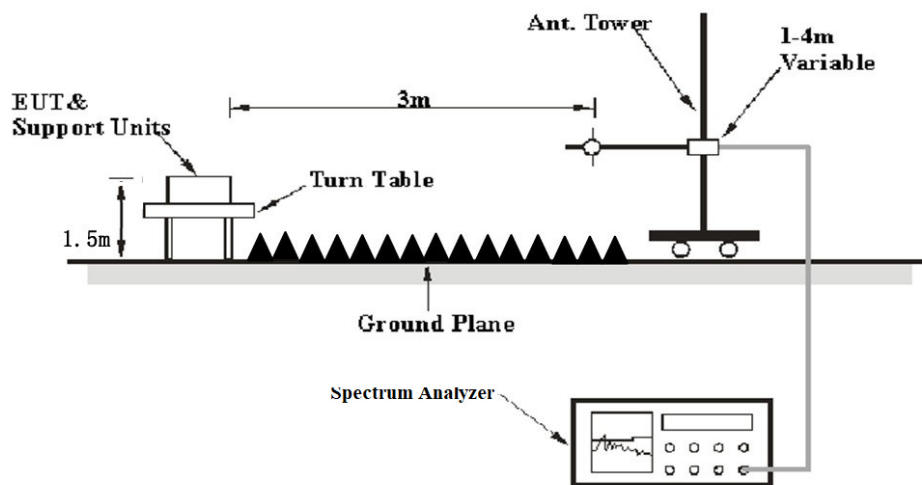 Ant. Tower
1-4m
Variable
3m
EUT&
Support Units
Turn Table
1.5m
Ground Plane
Spectrum Analyzer